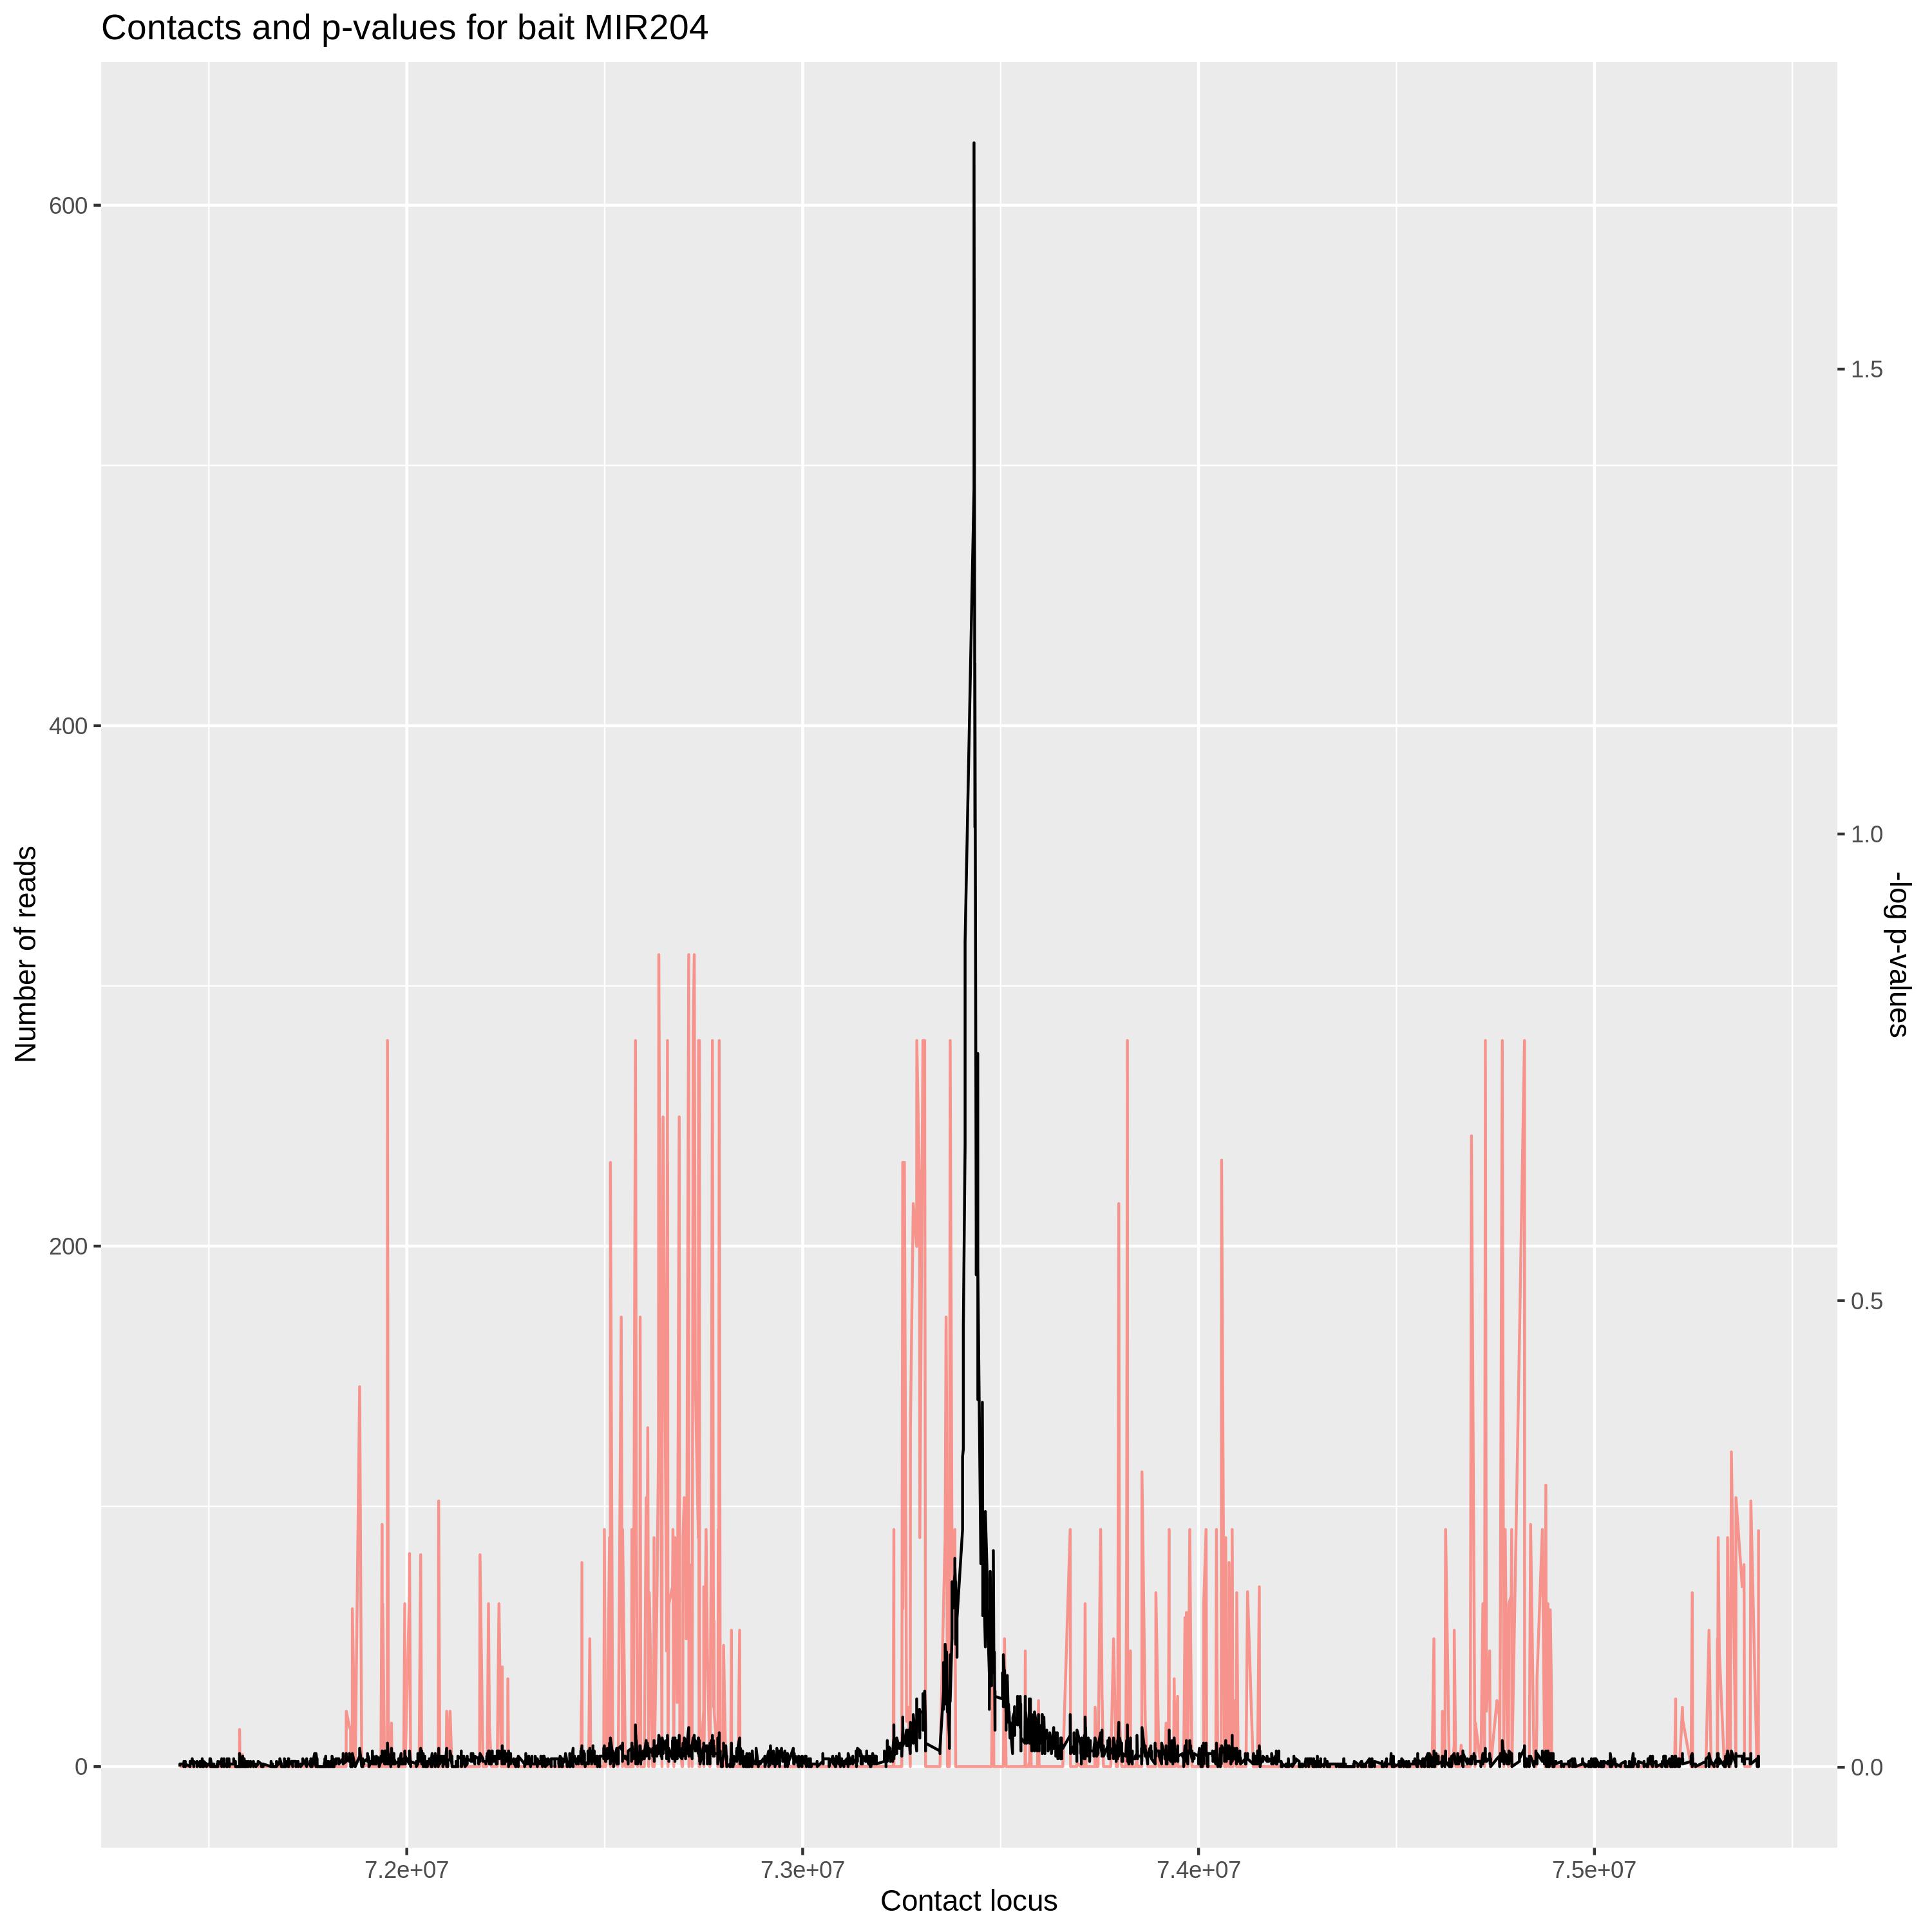 Contacts and p-values for bait MIR204
600
400
200
0
Number of reads
1.5
1.0
0.5
0.0
-log p-values
7.2e+07 7.3e+07 7.4e+07 7.5e+07
Contact locus